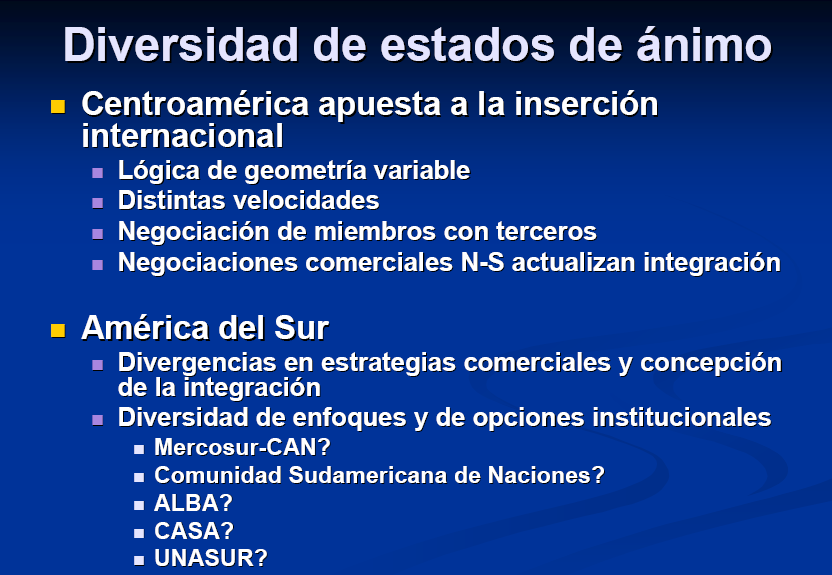 Diversidad de estados de ánimo
Centroamérica apuesta a la inserción
internacional
Lógica de geometría variable
Distintas velocidades
Negociación de miembros con terceros
Negociaciones comerciales N-S actualizan integración
América del Sur
Divergencias en estrategias comerciales y concepción
de la integración
Diversidad de enfoques y de opciones institucionales
Mercosur-CAN?
Comunidad Sudamericana de Naciones?
ALBA?
CASA?
UNASUR?